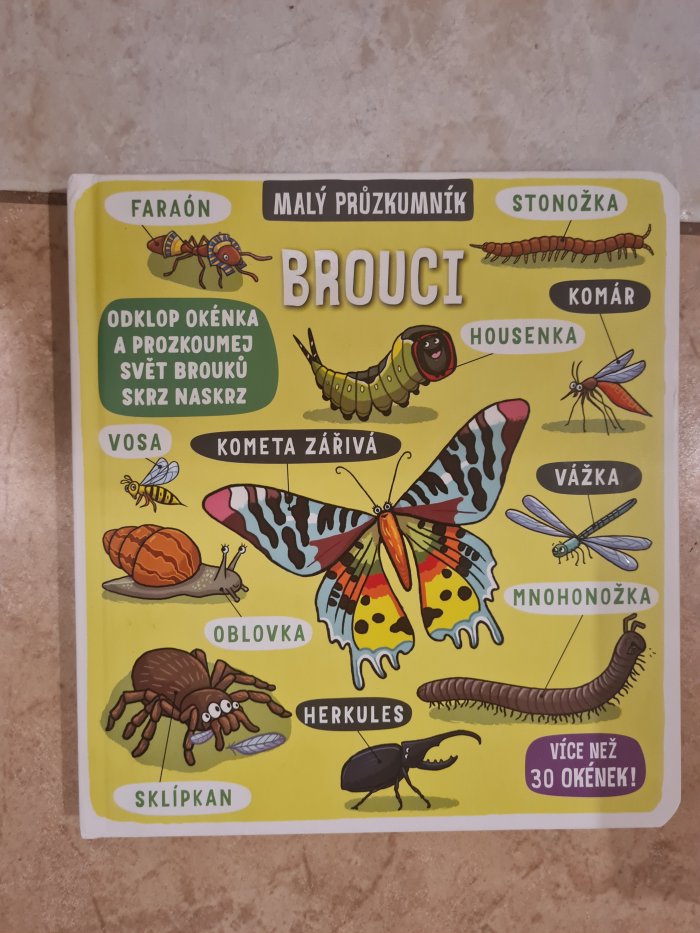 FARAÓN
MALÝ PRŮZKUMNÍK
STONOŽKA
BROUCI
KOMÁR
ODKLOP OKÉNKA
A PROZKOUMEJ
SVĚT BROUKŮ
SKRZ NASKRZ
HOUSENKA
VOSA
KOMETA ZÁŘIVÁ
VÁŽKA
MNOHONOŽKA
OBLOVKA
HERKULES
VÍCE NEŽ
30 OKÉNEK!
SKLÍPKAN